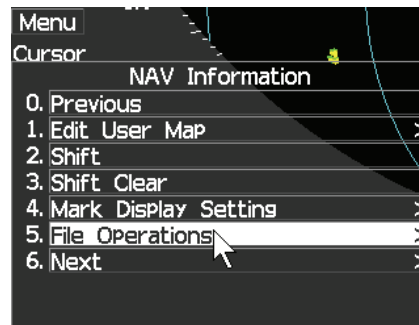 Menu
Cursor
NAV Information
0. Previous
1. Edit User Map >
2. Shift
3. Shift Clear
4. Mark Display Setting >
5. File Operations >
6. Next >